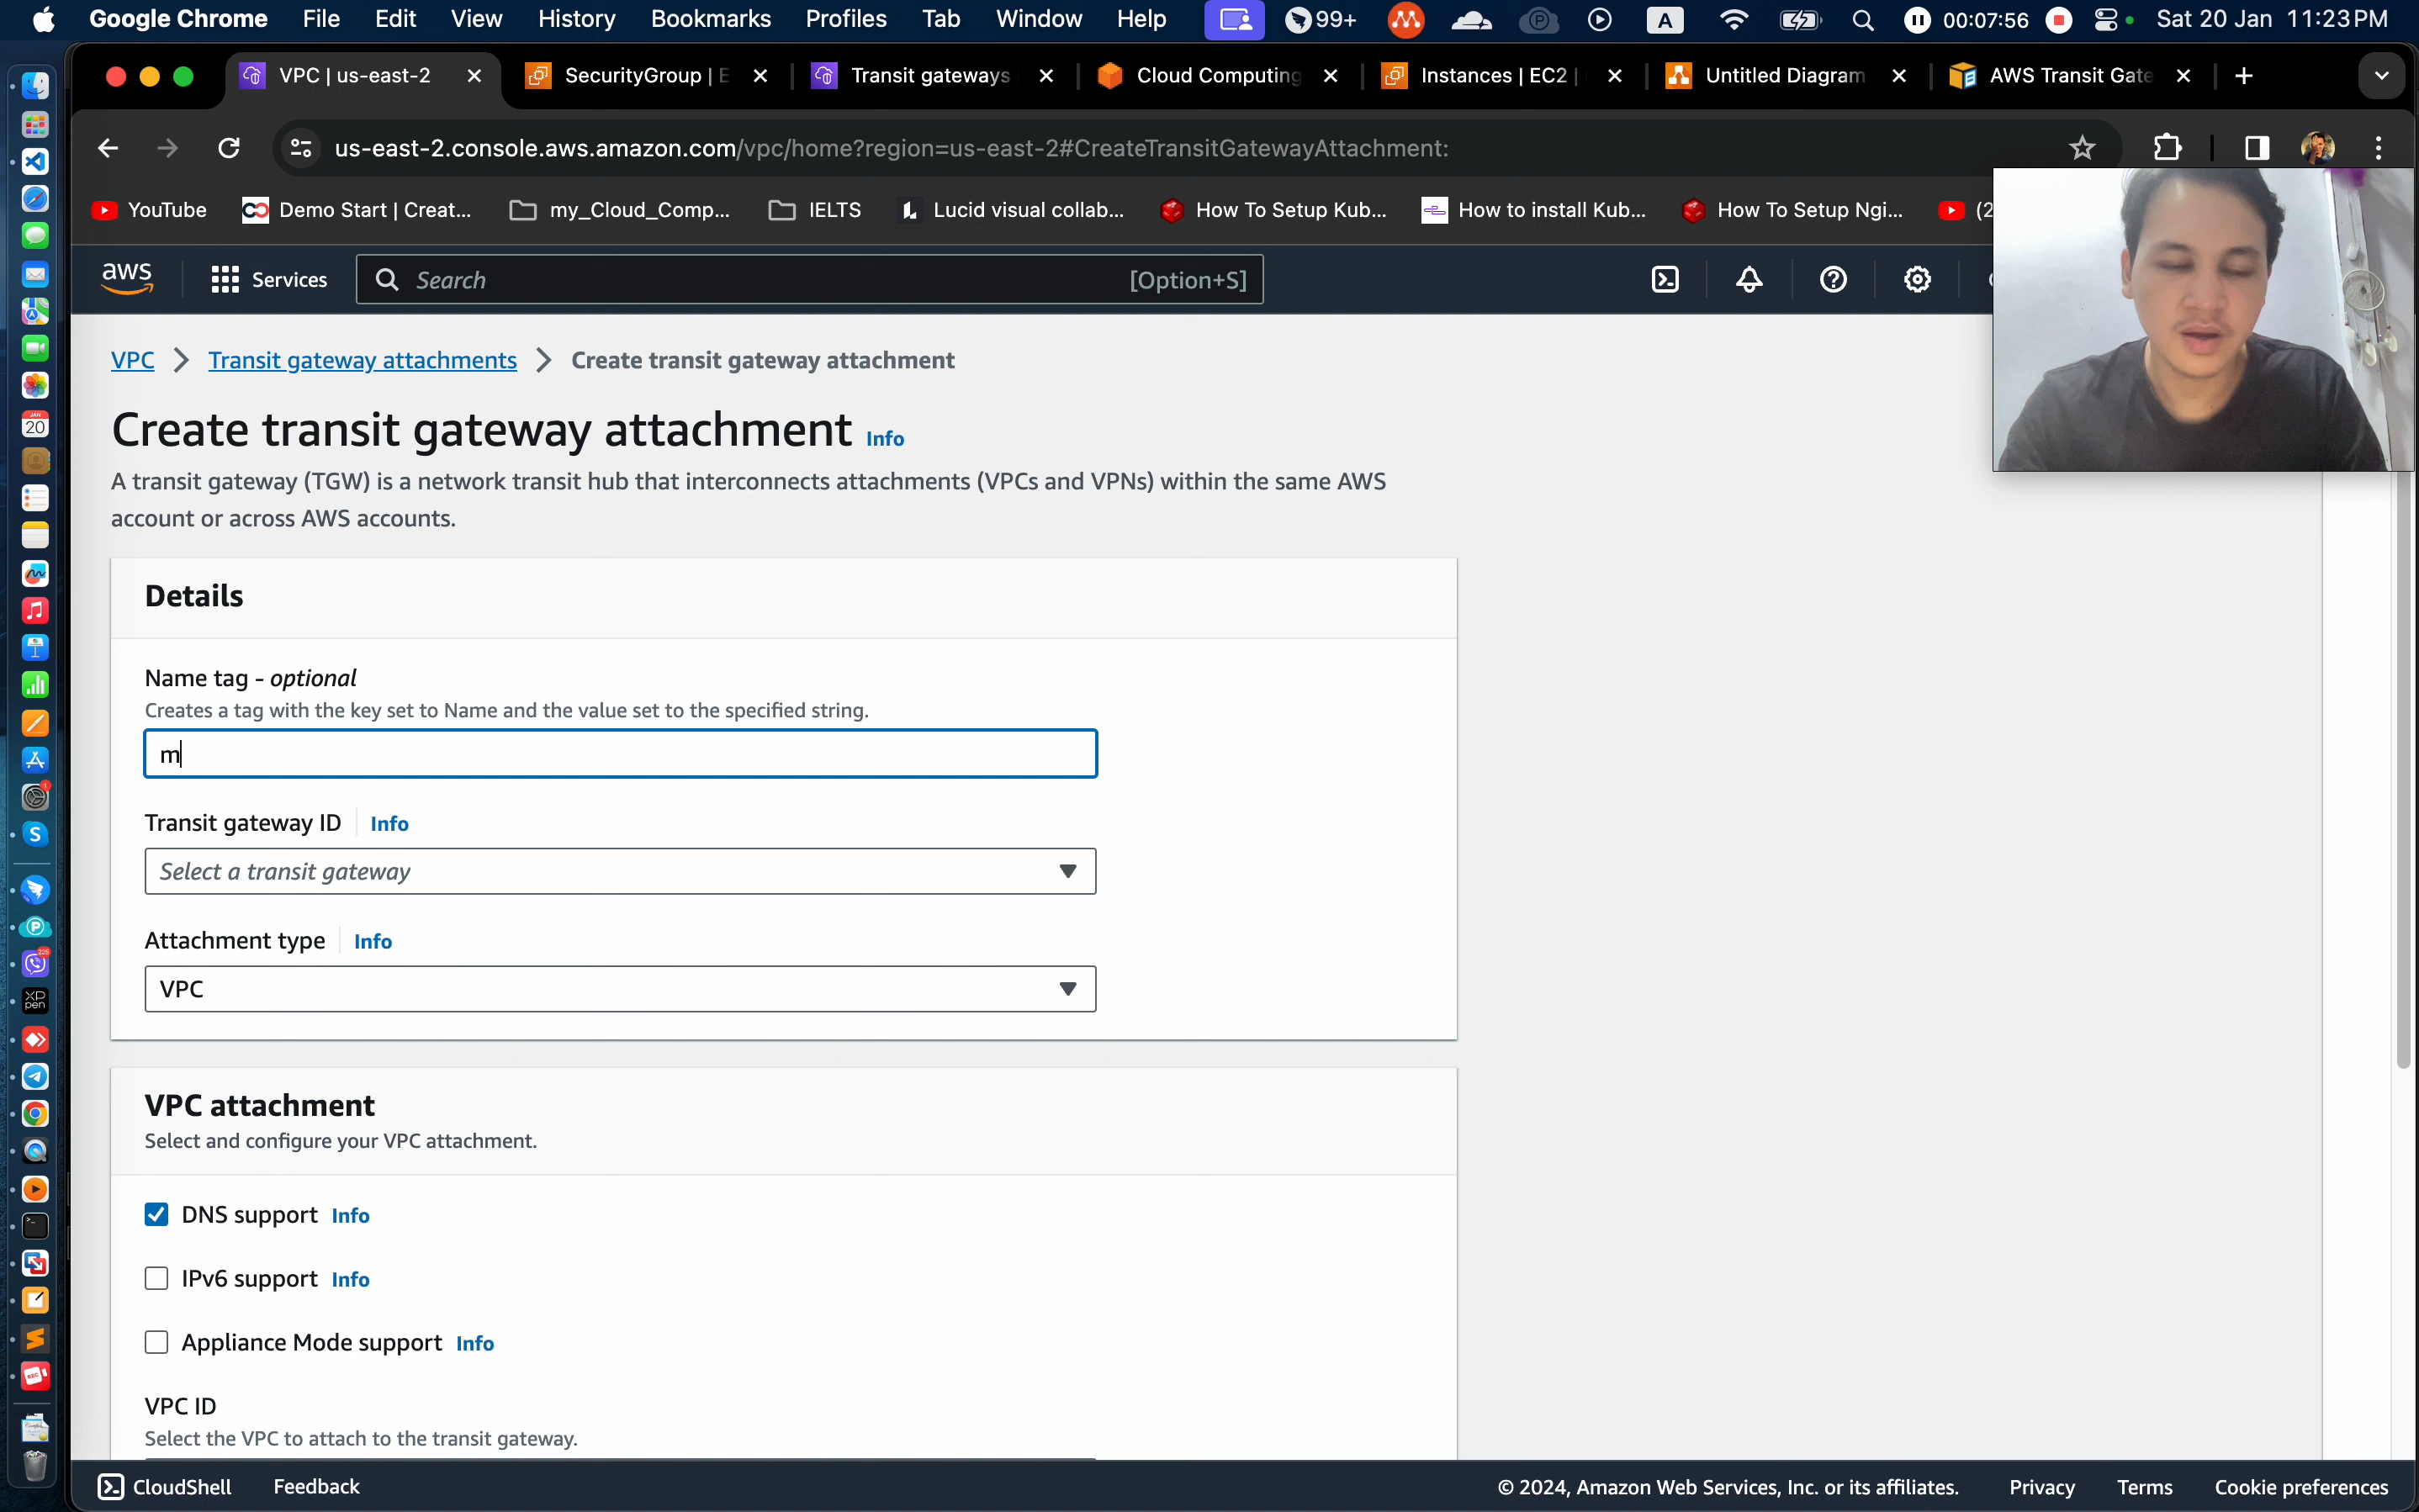 Google Chrome File Edit View History Bookmarks Profiles Tab Window Help 99+ A 00:07:56 Sat 20 Jan 11:23 PM
VPC | us-east-2 SecurityGroup | E Transit gateways Cloud Computing Instances | EC2 | Untitled Diagram AWS Transit Gate
us-east-2.console.aws.amazon.com/vpc/home?region=us-east-2#CreateTransitGatewayAttachment:
YouTube Demo Start | Creat... my_Cloud_Comp... IELTS Lucid visual collab... How To Setup Kub... How to install Kub... How To Setup Ngi... (2
aws Services Search [Option+S]
VPC > Transit gateway attachments > Create transit gateway attachment
Create transit gateway attachment Info
A transit gateway (TGW) is a network transit hub that interconnects attachments (VPCs and VPNs) within the same AWS
account or across AWS accounts.
Details
Name tag - optional
Creates a tag with the key set to Name and the value set to the specified string.
m
Transit gateway ID Info
Select a transit gateway
Attachment type Info
VPC
VPC attachment
Select and configure your VPC attachment.
DNS support Info
IPv6 support Info
Appliance Mode support Info
VPC ID
Select the VPC to attach to the transit gateway.
CloudShell Feedback © 2024, Amazon Web Services, Inc. or its affiliates. Privacy Terms Cookie preferences